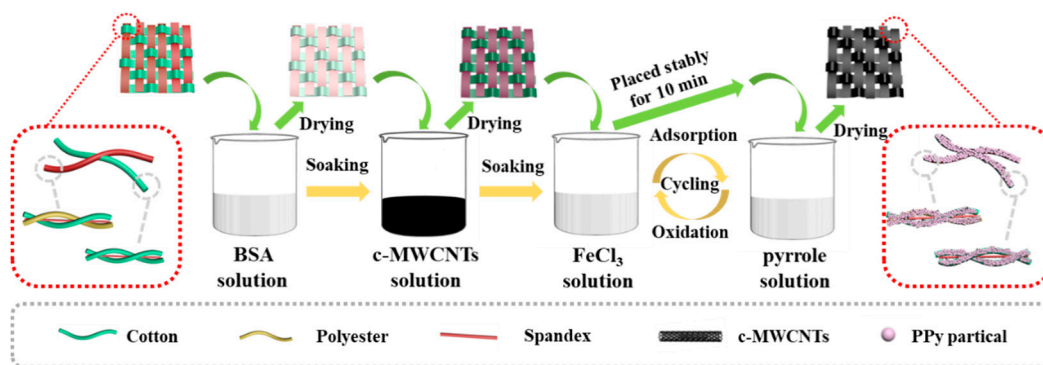 Placed stably
for 10 min
Drying
Drying
Drying
Soaking
Soaking
Adsorption
Cycling
Oxidation
BSA
solution
c-MWCNTs
solution
FeCl₃
solution
pyrrole
solution
Cotton
Polyester
Spandex
c-MWCNTs
PPy partical